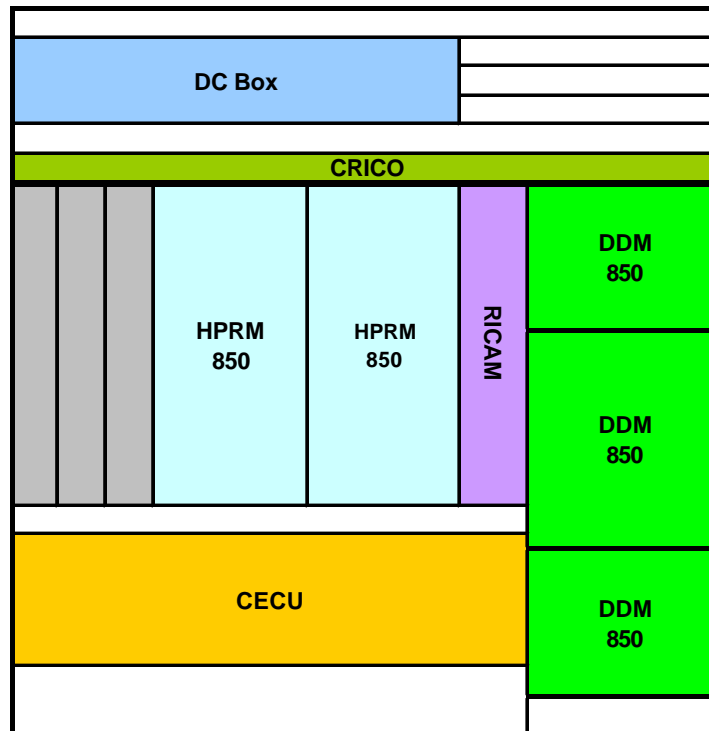 DC Box
CRICO
HPRM
850
HPRM
850
RICAM
DDM
850
DDM
850
CECU
DDM
850